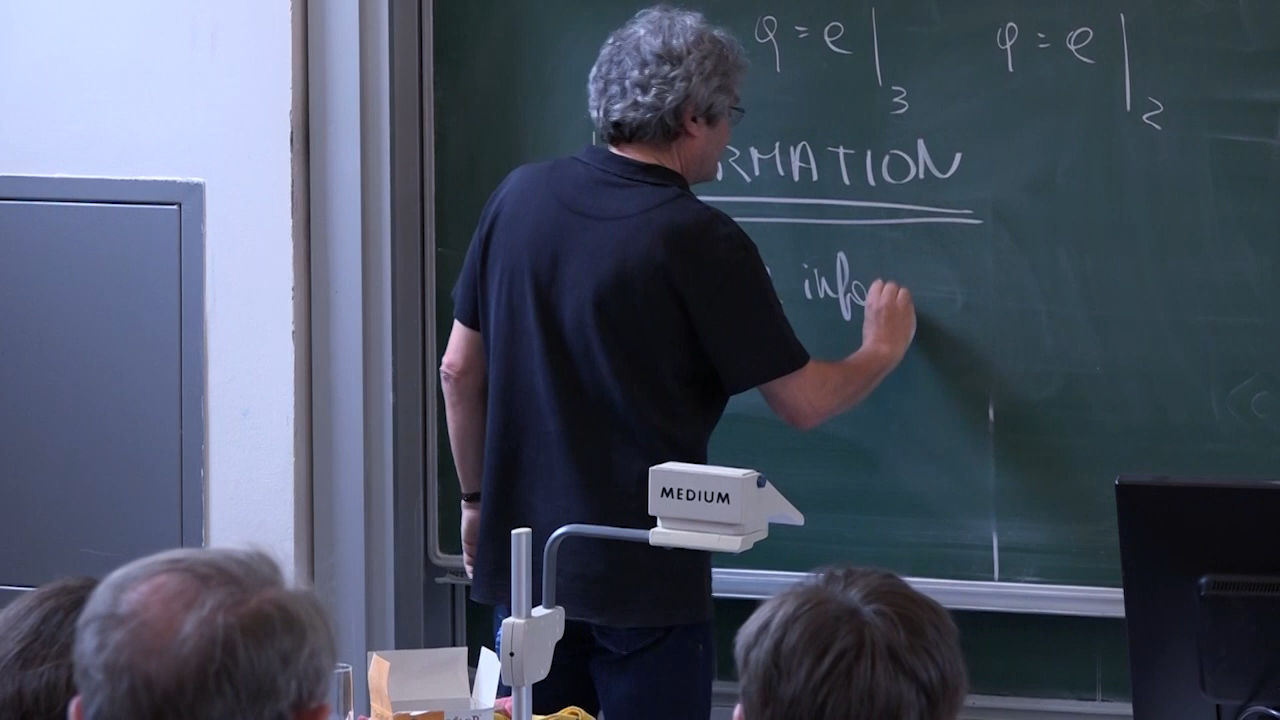 φ = e | 3 φ = e | 2
RMATION
info
MEDIUM